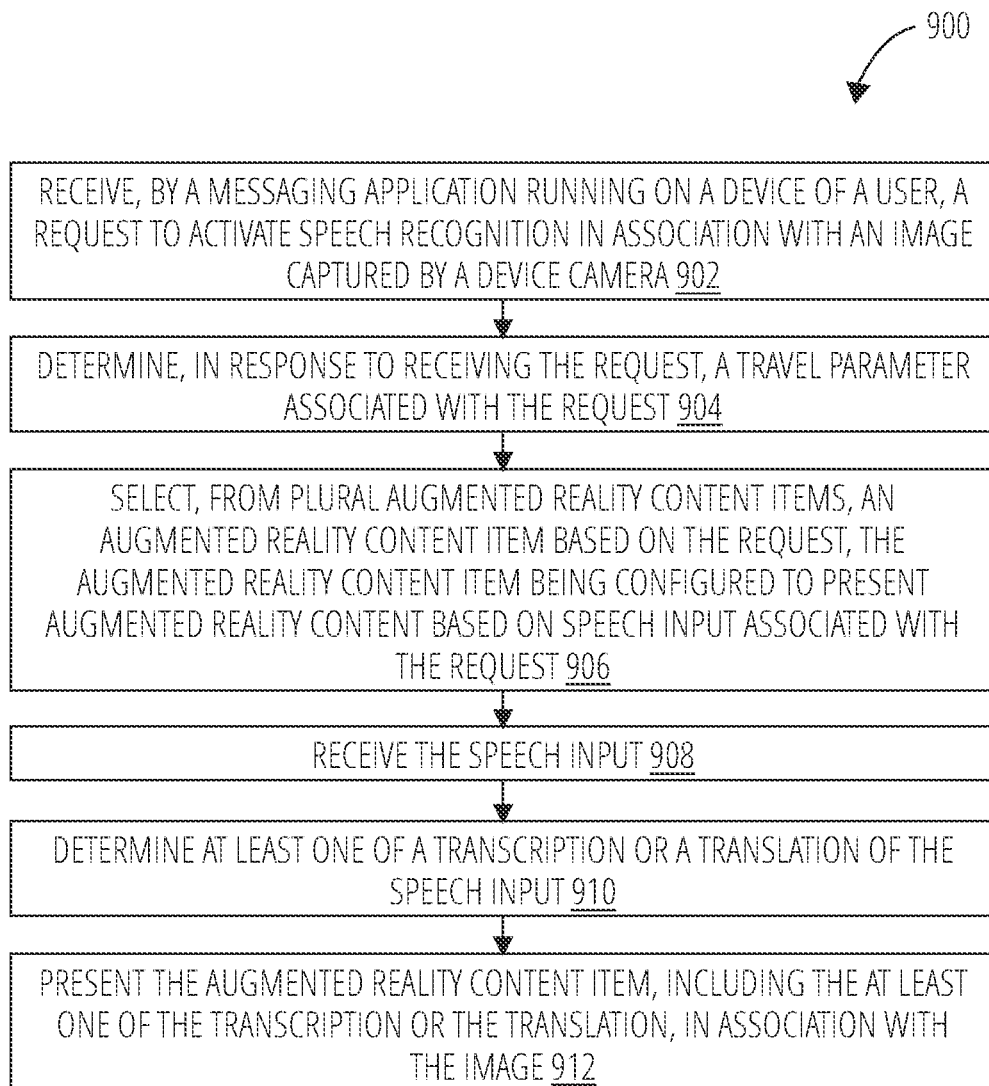 900
RECEIVE, BY A MESSAGING APPLICATION RUNNING ON A DEVICE OF A USER, A
REQUEST TO ACTIVATE SPEECH RECOGNITION IN ASSOCIATION WITH AN IMAGE
CAPTURED BY A DEVICE CAMERA 902
DETERMINE, IN RESPONSE TO RECEIVING THE REQUEST, A TRAVEL PARAMETER
ASSOCIATED WITH THE REQUEST 904
SELECT, FROM PLURAL AUGMENTED REALITY CONTENT ITEMS, AN
AUGMENTED REALITY CONTENT ITEM BASED ON THE REQUEST, THE
AUGMENTED REALITY CONTENT ITEM BEING CONFIGURED TO PRESENT
AUGMENTED REALITY CONTENT BASED ON SPEECH INPUT ASSOCIATED WITH
THE REQUEST 906
RECEIVE THE SPEECH INPUT 908
DETERMINE AT LEAST ONE OF A TRANSCRIPTION OR A TRANSLATION OF THE
SPEECH INPUT 910
PRESENT THE AUGMENTED REALITY CONTENT ITEM, INCLUDING THE AT LEAST
ONE OF THE TRANSCRIPTION OR THE TRANSLATION, IN ASSOCIATION WITH
THE IMAGE 912